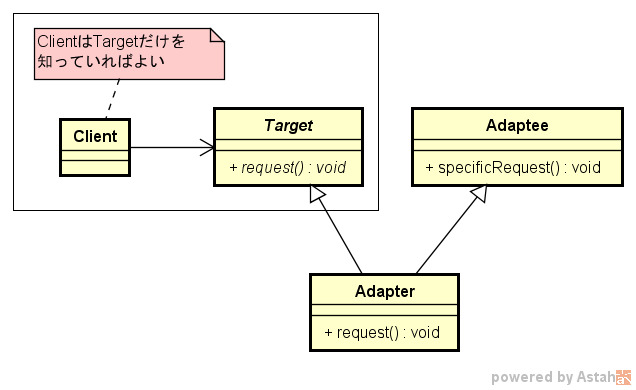 ClientはTargetだけを
知っていればよい
Client
Target
+ request() : void
Adaptee
+ specificRequest() : void
Adapter
+ request() : void
powered by Astah